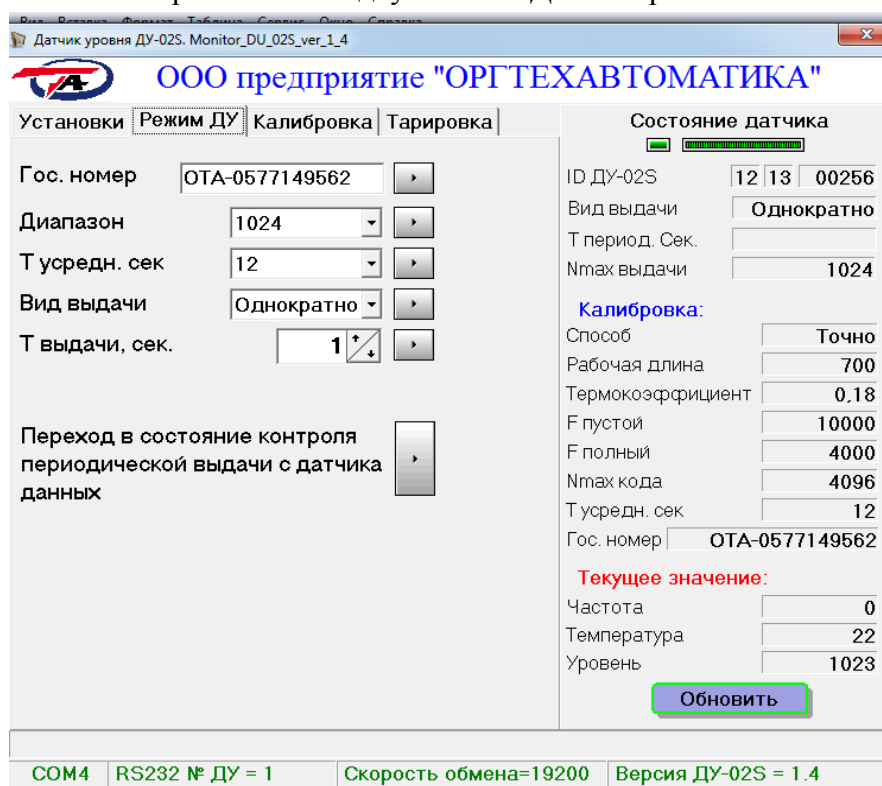 Датчик уровня ДУ-02S. Monitor_DU_02S_ver_1_4
ООО предприятие "ОРГТЕХАВТОМАТИКА"
Установки Режим ДУ Калибровка Тарировка
Гос. номер OTA-0577149562
Диапазон 1024
Т усредн. сек 12
Вид выдачи Однократно
Т выдачи, сек. 1
Переход в состояние контроля
периодической выдачи с датчика
данных
Состояние датчика
ID ДУ-02S 12 13 00256
Вид выдачи Однократно
Т период. Сек.
Nmax выдачи 1024
Калибровка:
Способ Точно
Рабочая длина 700
Термокоэффициент 0,18
F пустой 10000
F полный 4000
Nmax кода 4096
Т усредн. сек 12
Гос. номер OTA-0577149562
Текущее значение:
Частота 0
Температура 22
Уровень 1023
Обновить
COM4 RS232 № ДУ = 1 Скорость обмена=19200 Версия ДУ-02S = 1.4